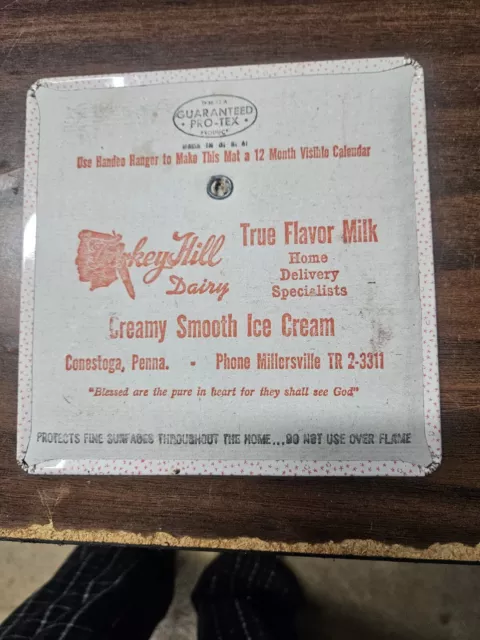 GUARANTEED
PRO-TEX
MADE IN U. S. A.
Use Handee Hanger to Make This Mat a 12 Month Visible Calendar
Turkey Hill
Dairy
True Flavor Milk
Home
Delivery
Specialists
Creamy Smooth Ice Cream
Conestoga, Penna. - Phone Millersville TR 2-3311
"Blessed are the pure in heart for they shall see God"
PROTECTS FINE SURFACES THROUGHOUT THE HOME...DO NOT USE OVER FLAME